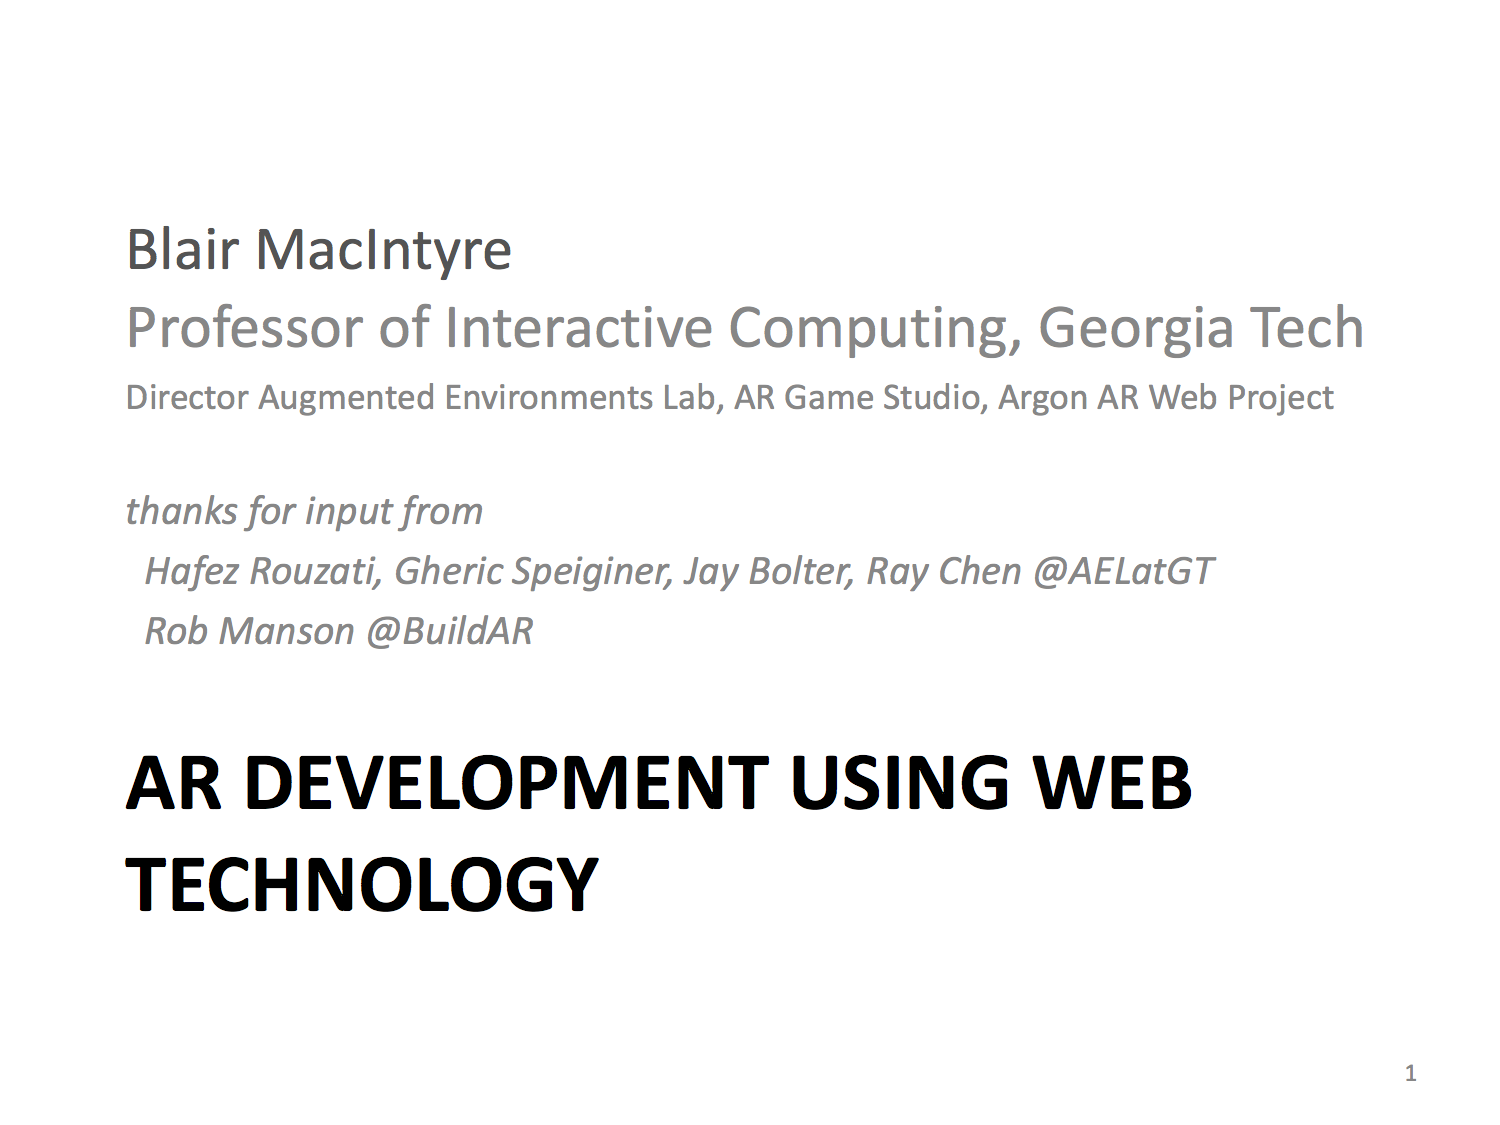 Blair MacIntyre
Professor of Interactive Computing, Georgia Tech
Director Augmented Environments Lab, AR Game Studio, Argon AR Web Project
thanks for input from
Hafez Rouzati, Gheric Speiginer, Jay Bolter, Ray Chen @AELatGT
Rob Manson @BuildAR
AR DEVELOPMENT USING WEB
TECHNOLOGY
1